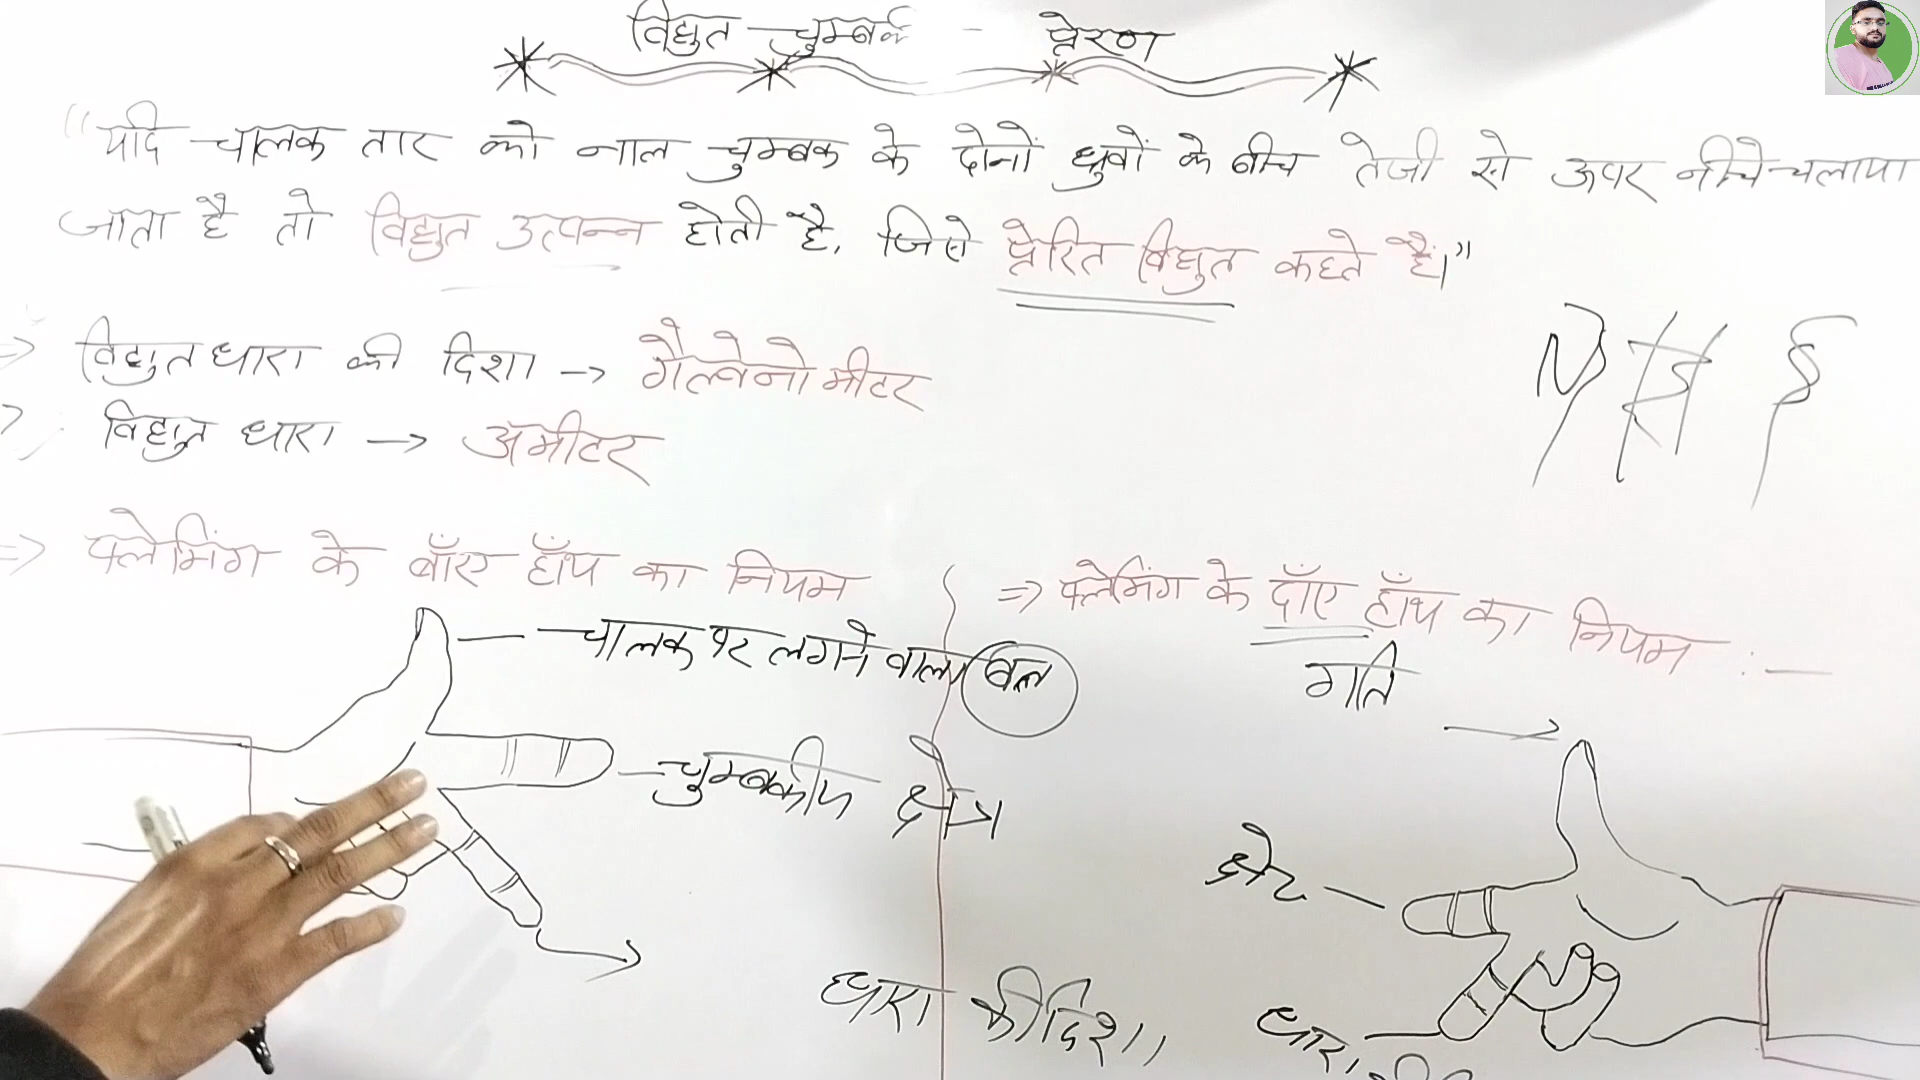 विद्युत चुम्बक - प्रेरण
"यदि चालक तार को नाल चुम्बक के दोनों ध्रुवों के बीच तेजी से ऊपर नीचे चलाया
जाता है तो विद्युत उत्पन्न होती है, जिसे प्रेरित विद्युत कहते हैं।"
⇒ विद्युत धारा की दिशा → गैल्वेनोमीटर
विद्युत धारा → अमीटर
N S
⇒ फ्लेमिंग के बाँए हाँथ का नियम
⇒ फ्लेमिंग के दाँए हाँथ का नियम :-
चालक पर लगने वाला बल
गति
चुम्बकीय क्षेत्र
क्षेत्र
धारा की दिशा
धारा की